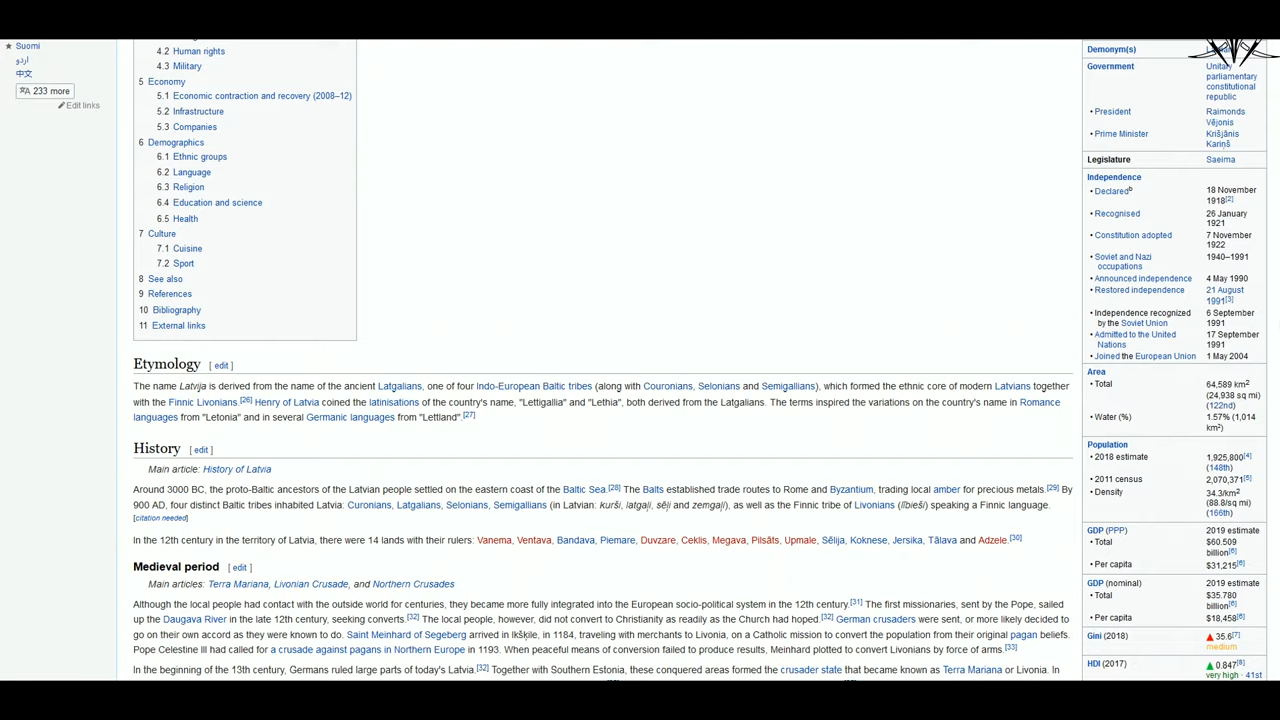 Suomi
اردو
中文
233 more
Edit links
4.2 Human rights
4.3 Military
5 Economy
5.1 Economic contraction and recovery (2008–12)
5.2 Infrastructure
5.3 Companies
6 Demographics
6.1 Ethnic groups
6.2 Language
6.3 Religion
6.4 Education and science
6.5 Health
7 Culture
7.1 Cuisine
7.2 Sport
8 See also
9 References
10 Bibliography
11 External links
Etymology [ edit ]
The name Latvija is derived from the name of the ancient Latgalians, one of four Indo-European Baltic tribes (along with Couronians, Selonians and Semigallians), which formed the ethnic core of modern Latvians together
with the Finnic Livonians.[26] Henry of Latvia coined the latinisations of the country's name, "Lettigallia" and "Lethia", both derived from the Latgalians. The terms inspired the variations on the country's name in Romance
languages from "Letonia" and in several Germanic languages from "Lettland".[27]
History [ edit ]
Main article: History of Latvia
Around 3000 BC, the proto-Baltic ancestors of the Latvian people settled on the eastern coast of the Baltic Sea.[28] The Balts established trade routes to Rome and Byzantium, trading local amber for precious metals.[29] By
900 AD, four distinct Baltic tribes inhabited Latvia: Curonians, Latgalians, Selonians, Semigallians (in Latvian: kurši, latgaļi, sēļi and zemgaļi), as well as the Finnic tribe of Livonians (lībieši) speaking a Finnic language.
[citation needed]
In the 12th century in the territory of Latvia, there were 14 lands with their rulers: Vanema, Ventava, Bandava, Piemare, Duvzare, Ceklis, Megava, Pilsāts, Upmale, Sēlija, Koknese, Jersika, Tālava and Adzele.[30]
Medieval period [ edit ]
Main articles: Terra Mariana, Livonian Crusade, and Northern Crusades
Although the local people had contact with the outside world for centuries, they became more fully integrated into the European socio-political system in the 12th century.[31] The first missionaries, sent by the Pope, sailed
up the Daugava River in the late 12th century, seeking converts.[32] The local people, however, did not convert to Christianity as readily as the Church had hoped.[32] German crusaders were sent, or more likely decided to
go on their own accord as they were known to do. Saint Meinhard of Segeberg arrived in Ikšķile, in 1184, traveling with merchants to Livonia, on a Catholic mission to convert the population from their original pagan beliefs.
Pope Celestine III had called for a crusade against pagans in Northern Europe in 1193. When peaceful means of conversion failed to produce results, Meinhard plotted to convert Livonians by force of arms.[33]
In the beginning of the 13th century, Germans ruled large parts of today's Latvia.[32] Together with Southern Estonia, these conquered areas formed the crusader state that became known as Terra Mariana or Livonia. In
Demonym(s)
Government Unitary
parliamentary
constitutional
republic
• President Raimonds
Vējonis
• Prime Minister Krišjānis
Kariņš
Legislature Saeima
Independence
• Declaredb 18 November
1918[2]
• Recognised 26 January
1921
• Constitution adopted 7 November
1922
• Soviet and Nazi 1940–1991
occupations
• Announced independence 4 May 1990
• Restored independence 21 August
1991[3]
• Independence recognized 6 September
by the Soviet Union 1991
• Admitted to the United 17 September
Nations 1991
• Joined the European Union 1 May 2004
Area
• Total 64,589 km2
(24,938 sq mi)
(122nd)
• Water (%) 1.57% (1,014
km2)
Population
• 2018 estimate 1,925,800[4]
(148th)
• 2011 census 2,070,371[5]
• Density 34.3/km2
(88.8/sq mi)
(166th)
GDP (PPP) 2019 estimate
• Total $60.509
billion[6]
• Per capita $31,215[6]
GDP (nominal) 2019 estimate
• Total $35.780
billion[6]
• Per capita $18,458[6]
Gini (2018) 35.6[7]
medium
HDI (2017) 0.847[8]
very high · 41st